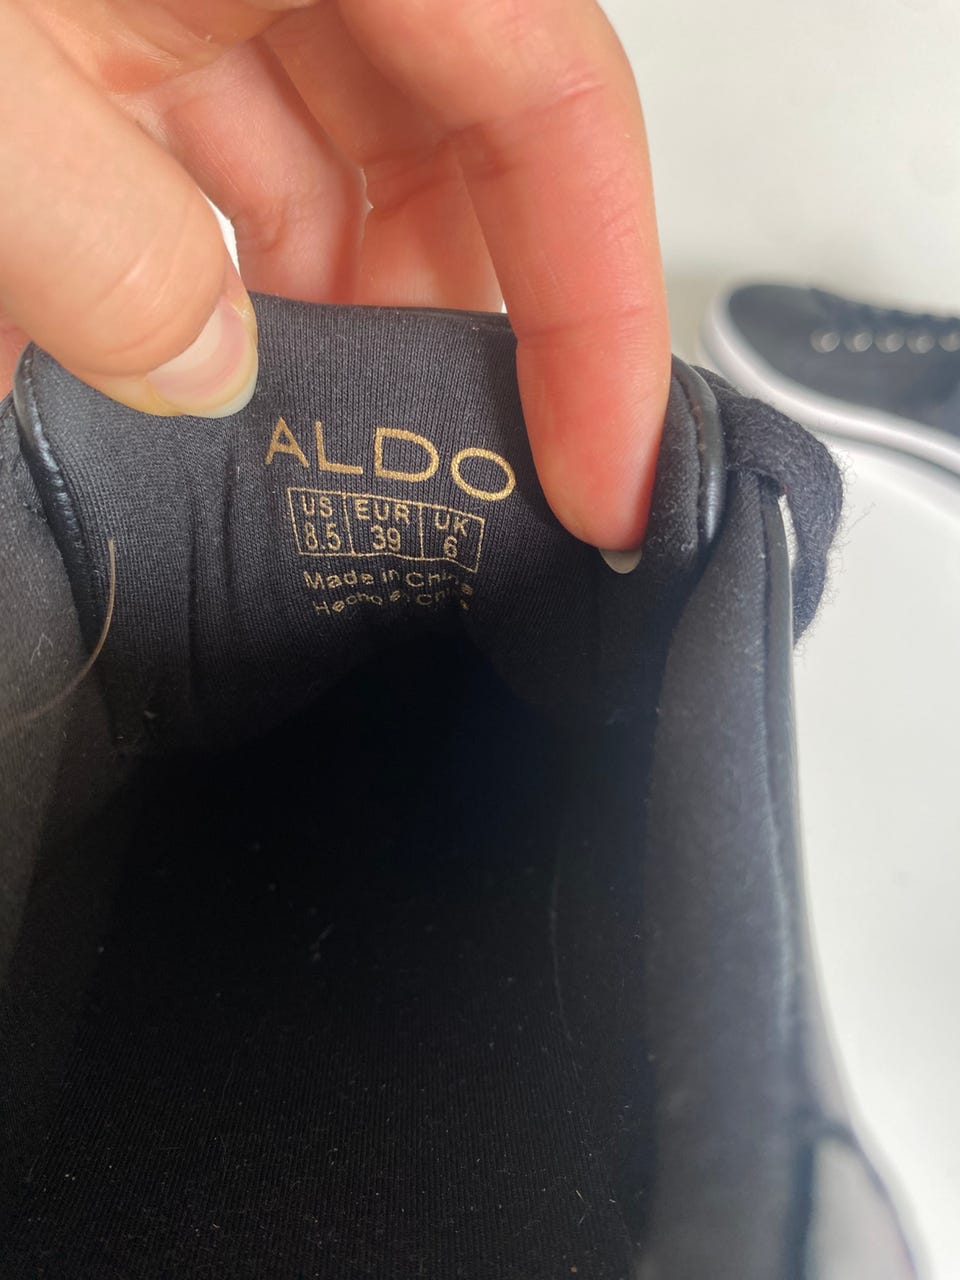 ALDO
US EUR UK
8.5 39 6
Made in China
Hecho en China